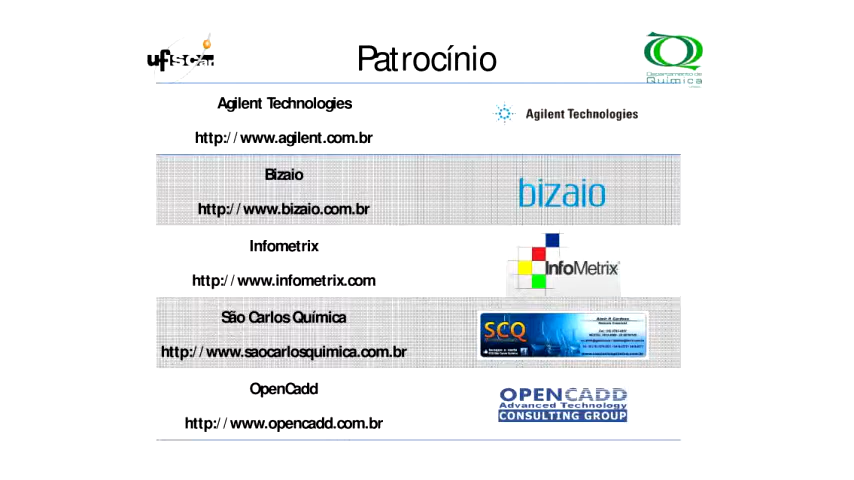 ufscar
Patrocínio
Departamento de
Química
Agilent Technologies
http://www.agilent.com.br
Agilent Technologies
Bizaio
http://www.bizaio.com.br
bizaio
Infometrix
http://www.infometrix.com
InfoMetrix
São Carlos Química
http://www.saocarlosquimica.com.br
SCQ
OpenCadd
http://www.opencadd.com.br
OPENCADD
Advanced Technology
CONSULTING GROUP